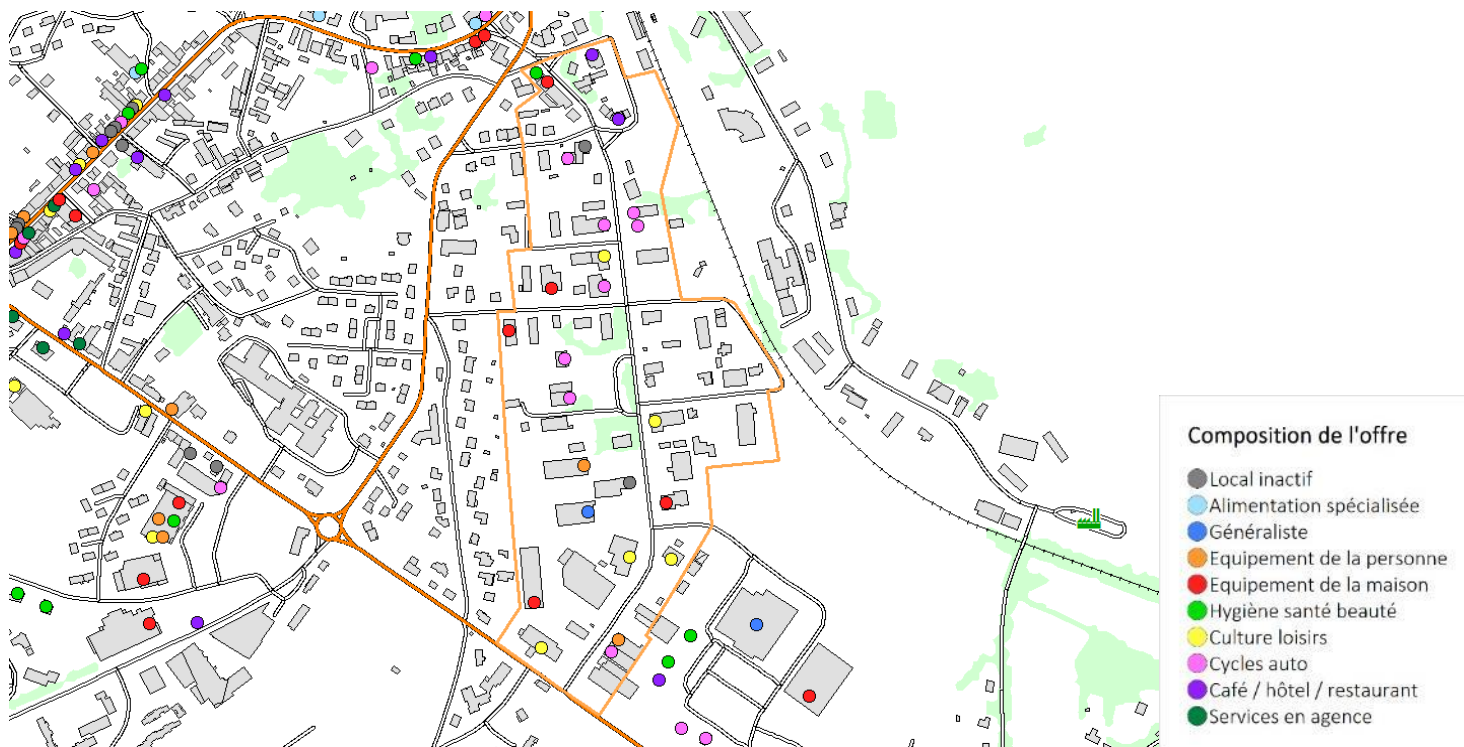 Composition de l'offre
Local inactif
Alimentation spécialisée
Généraliste
Equipement de la personne
Equipement de la maison
Hygiène santé beauté
Culture loisirs
Cycles auto
Café / hôtel / restaurant
Services en agence